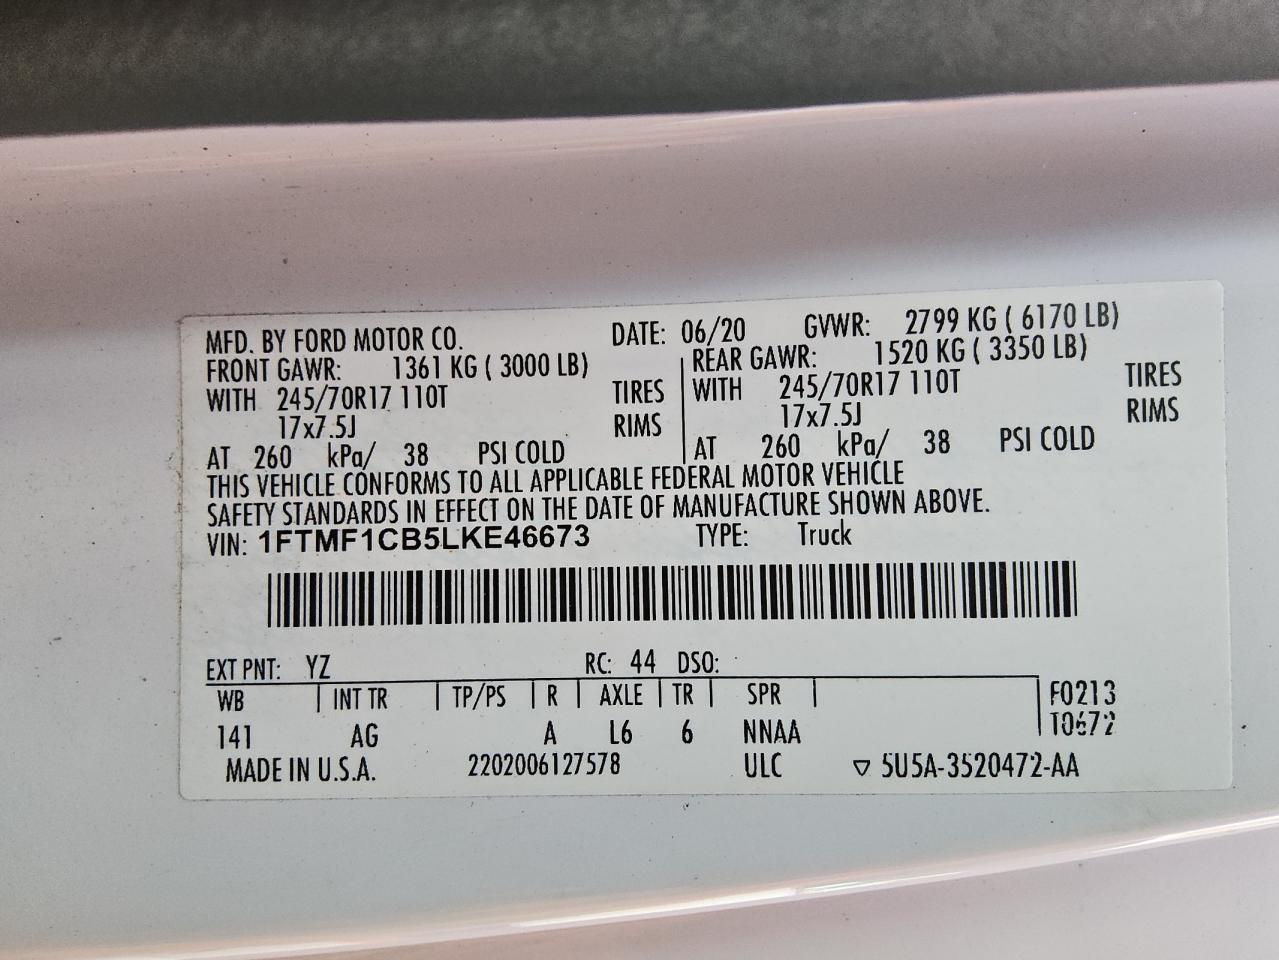 MFD. BY FORD MOTOR CO. DATE: 06/20 GVWR: 2799 KG ( 6170 LB)
FRONT GAWR: 1361 KG ( 3000 LB) REAR GAWR: 1520 KG ( 3350 LB)
WITH 245/70R17 110T TIRES WITH 245/70R17 110T TIRES
17x7.5J RIMS 17x7.5J RIMS
AT 260 kPa/ 38 PSI COLD AT 260 kPa/ 38 PSI COLD
THIS VEHICLE CONFORMS TO ALL APPLICABLE FEDERAL MOTOR VEHICLE
SAFETY STANDARDS IN EFFECT ON THE DATE OF MANUFACTURE SHOWN ABOVE.
VIN: 1FTMF1CB5LKE46673 TYPE: Truck
EXT PNT: YZ RC: 44 DSO:
WB INT TR TP/PS R AXLE TR SPR F0213
141 AG A L6 6 NNAA T0672
MADE IN U.S.A. 2202006127578 ULC ▽ 5U5A-3520472-AA